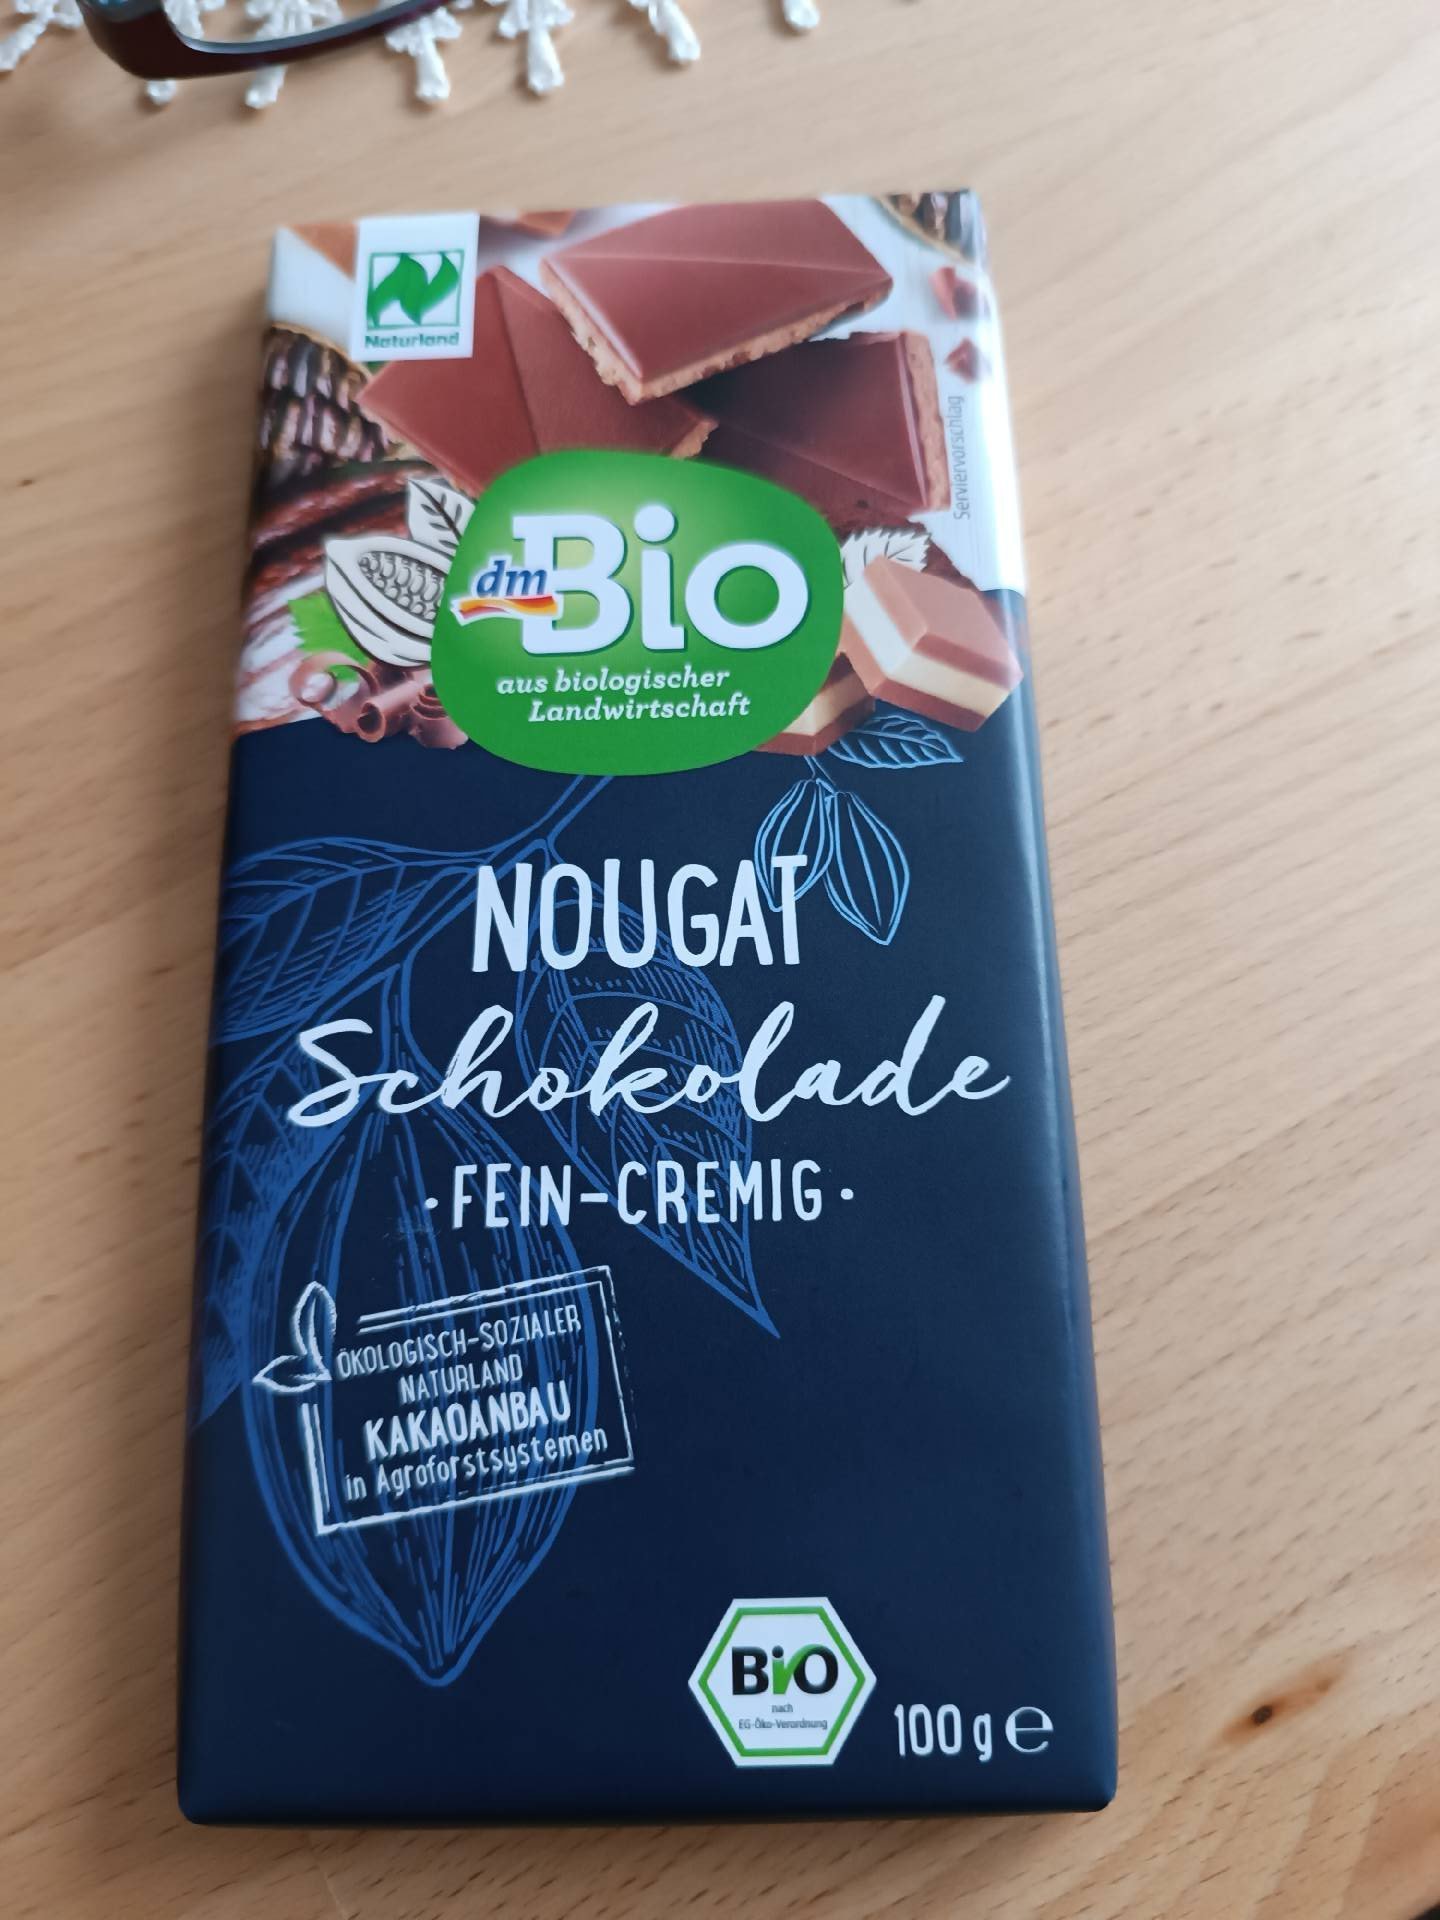 Naturland
Serviervorschlag
dm
Bio
aus biologischer
Landwirtschaft
NOUGAT
Schokolade
·FEIN-CREMIG·
ÖKOLOGISCH-SOZIALER
NATURLAND
KAKAOANBAU
in Agroforstsystemen
BiO
nach
EG-Öko-Verordnung
100 g ℮